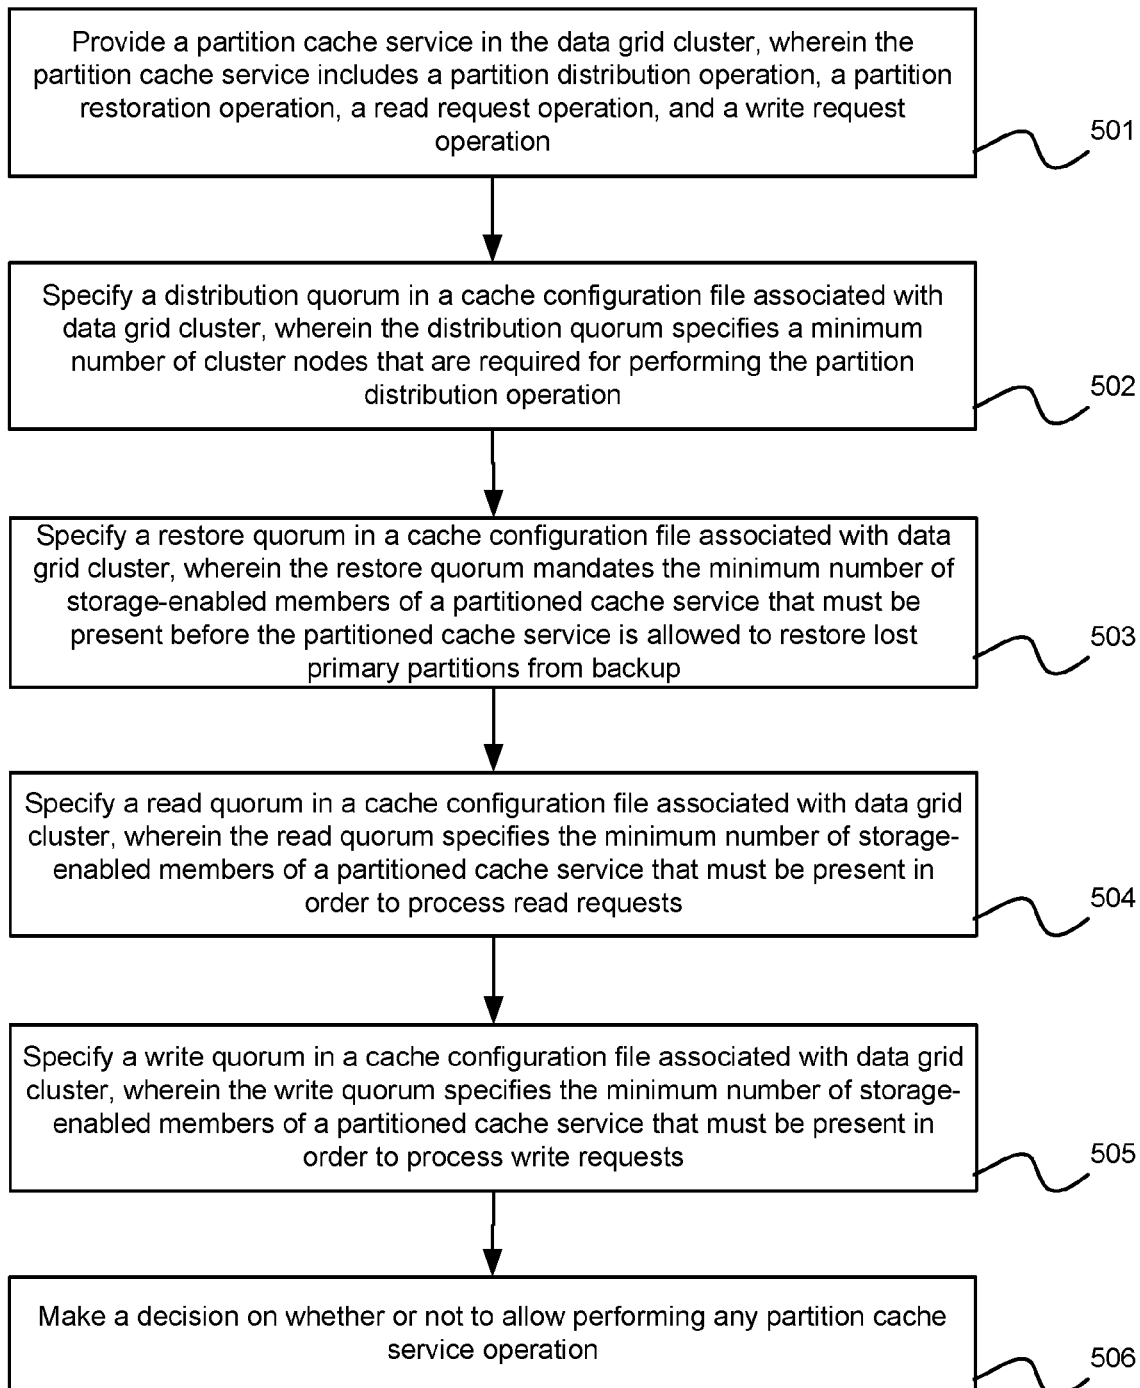 Provide a partition cache service in the data grid cluster, wherein the
partition cache service includes a partition distribution operation, a partition
restoration operation, a read request operation, and a write request
operation
501
Specify a distribution quorum in a cache configuration file associated with
data grid cluster, wherein the distribution quorum specifies a minimum
number of cluster nodes that are required for performing the partition
distribution operation
502
Specify a restore quorum in a cache configuration file associated with data
grid cluster, wherein the restore quorum mandates the minimum number of
storage-enabled members of a partitioned cache service that must be
present before the partitioned cache service is allowed to restore lost
primary partitions from backup
503
Specify a read quorum in a cache configuration file associated with data grid
cluster, wherein the read quorum specifies the minimum number of storage-
enabled members of a partitioned cache service that must be present in
order to process read requests
504
Specify a write quorum in a cache configuration file associated with data grid
cluster, wherein the write quorum specifies the minimum number of storage-
enabled members of a partitioned cache service that must be present in
order to process write requests
505
Make a decision on whether or not to allow performing any partition cache
service operation
506